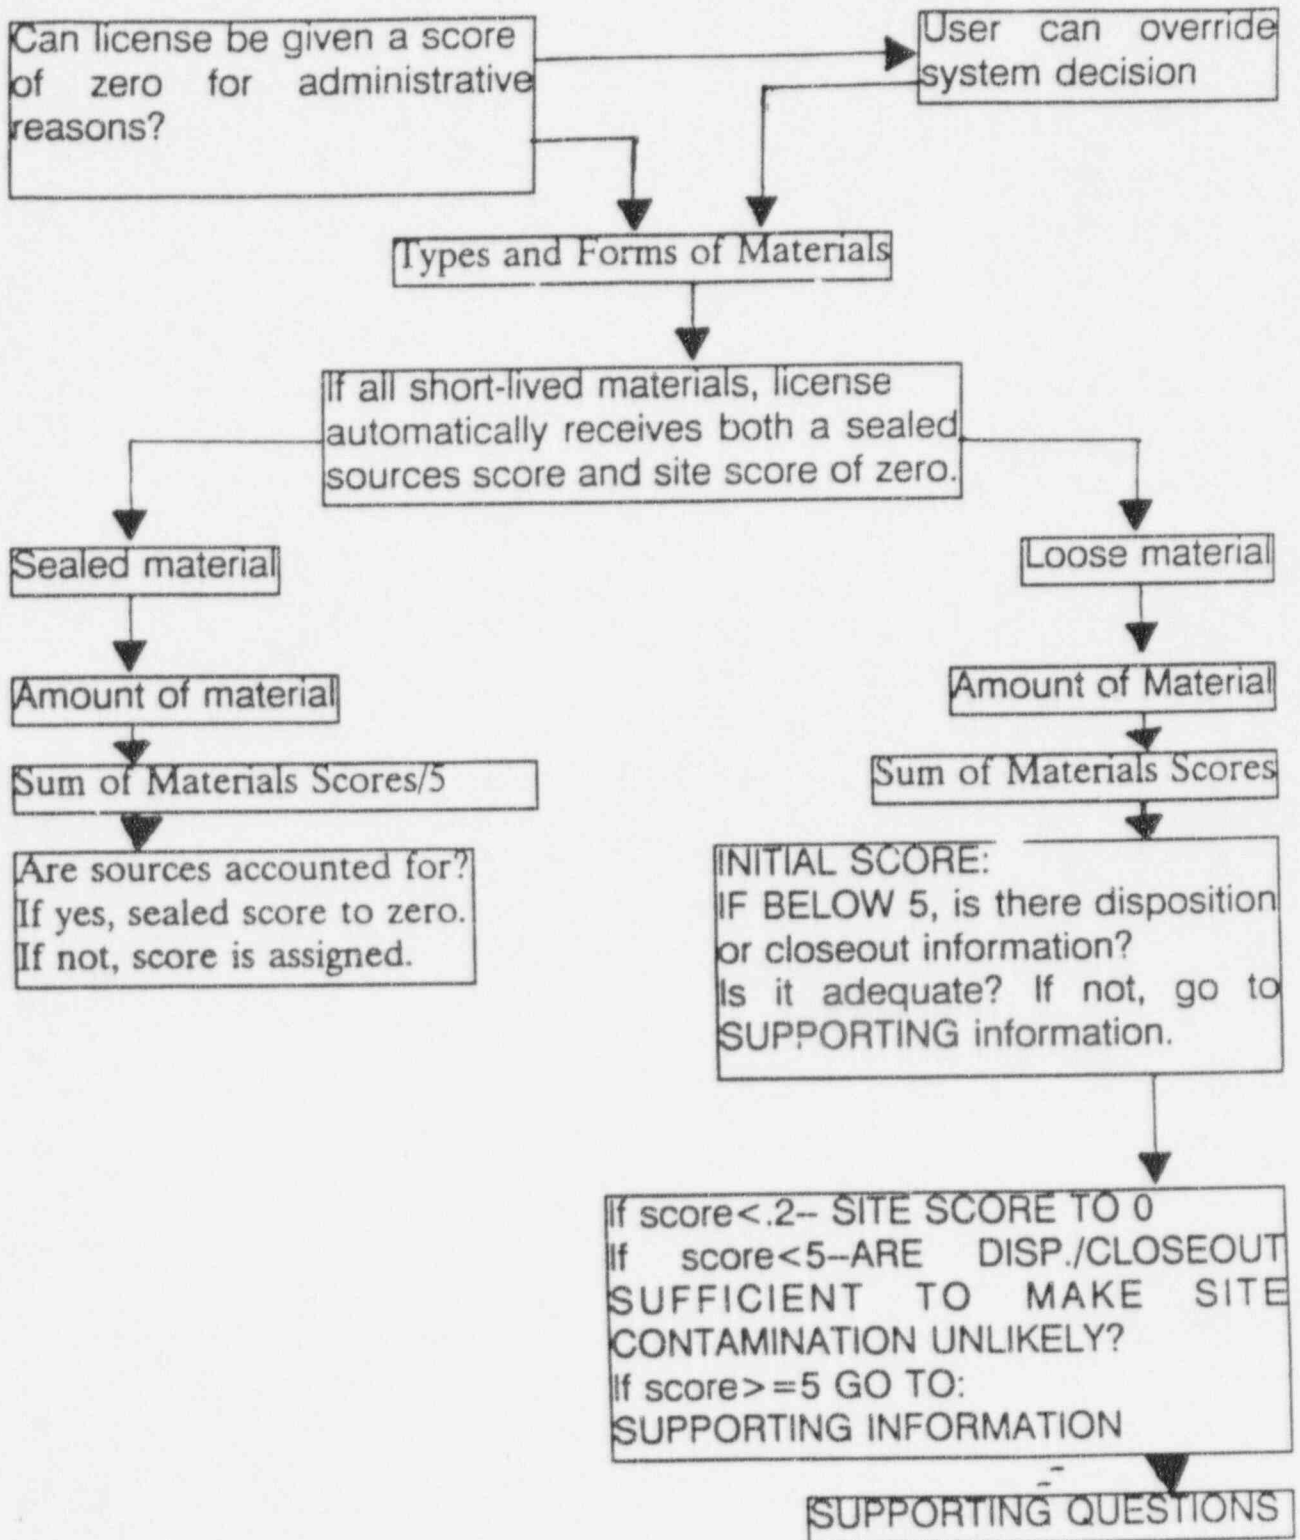 Can license be given a score
of zero for administrative
reasons?
User can override
system decision
Types and Forms of Materials
If all short-lived materials, license
automatically receives both a sealed
sources score and site score of zero.
Sealed material
Loose material
Amount of material
Amount of Material
Sum of Materials Scores/5
Sum of Materials Scores
Are sources accounted for?
If yes, sealed score to zero.
If not, score is assigned.
INITIAL SCORE:
IF BELOW 5, is there disposition
or closeout information?
Is it adequate? If not, go to
SUPPORTING information.
If score<.2-- SITE SCORE TO 0
If score<5--ARE DISP./CLOSEOUT
SUFFICIENT TO MAKE SITE
CONTAMINATION UNLIKELY?
If score>=5 GO TO:
SUPPORTING INFORMATION
SUPPORTING QUESTIONS